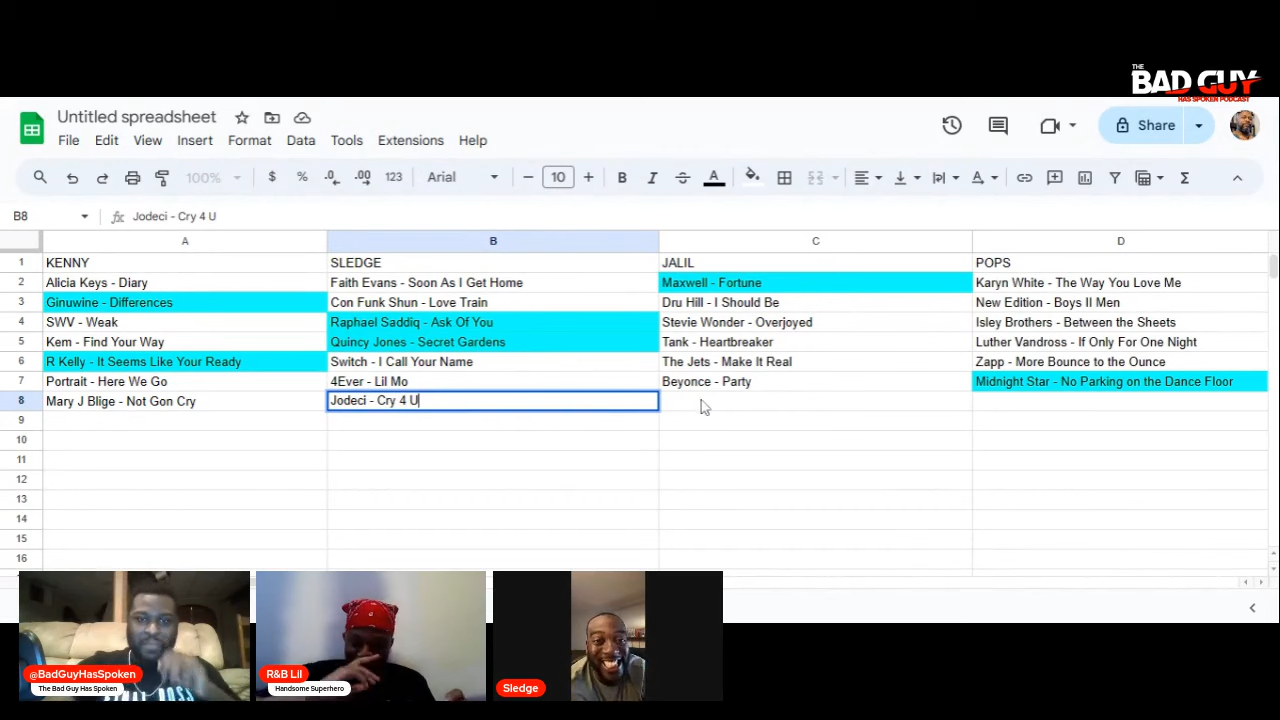 THE
BAD GUY
HAS SPOKEN PODCAST
Untitled spreadsheet
File Edit View Insert Format Data Tools Extensions Help
Share
100% $ % .0 .00 123 Arial 10 B I A Σ
B8 fx Jodeci - Cry 4 U
A B C D
1 KENNY SLEDGE JALIL POPS
2 Alicia Keys - Diary Faith Evans - Soon As I Get Home Maxwell - Fortune Karyn White - The Way You Love Me
3 Ginuwine - Differences Con Funk Shun - Love Train Dru Hill - I Should Be New Edition - Boys II Men
4 SWV - Weak Raphael Saddiq - Ask Of You Stevie Wonder - Overjoyed Isley Brothers - Between the Sheets
5 Kem - Find Your Way Quincy Jones - Secret Gardens Tank - Heartbreaker Luther Vandross - If Only For One Night
6 R Kelly - It Seems Like Your Ready Switch - I Call Your Name The Jets - Make It Real Zapp - More Bounce to the Ounce
7 Portrait - Here We Go 4Ever - Lil Mo Beyonce - Party Midnight Star - No Parking on the Dance Floor
8 Mary J Blige - Not Gon Cry Jodeci - Cry 4 U
9
10
11
12
13
14
15
16
@BadGuyHasSpoken R&B Lil Sledge
The Bad Guy Has Spoken Handsome Superhero